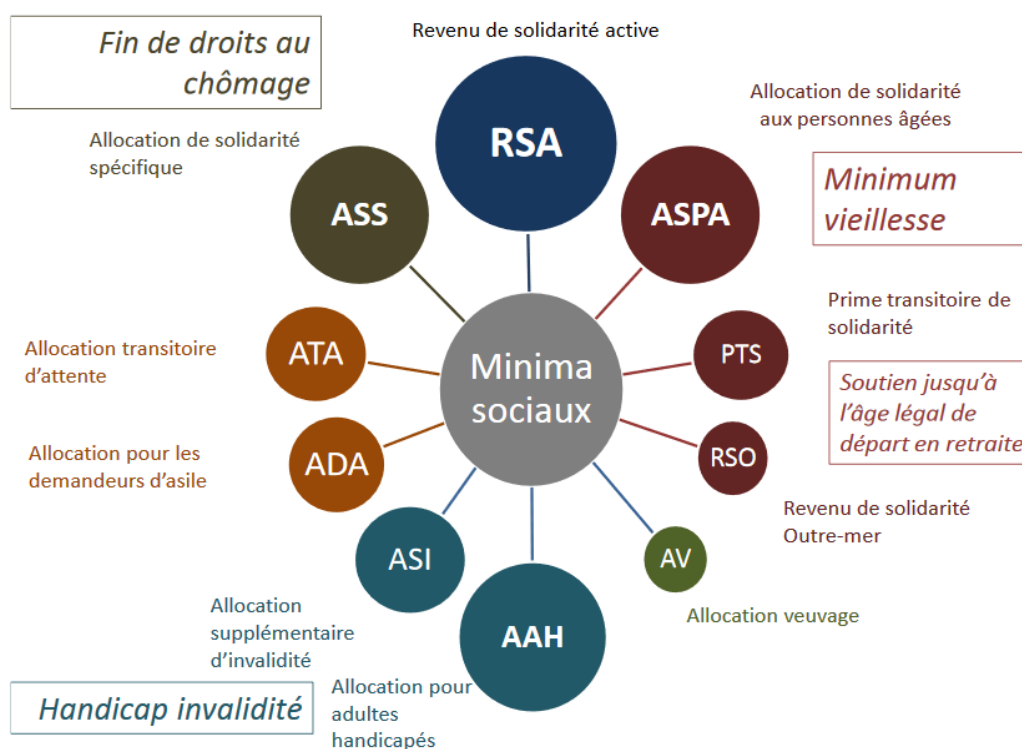 Fin de droits au
chômage
Revenu de solidarité active
RSA
Allocation de solidarité
aux personnes âgées
Allocation de solidarité
spécifique
ASS
ASPA
Minimum
vieillesse
Prime transitoire de
solidarité
Allocation transitoire
d'attente
ATA
Minima
sociaux
PTS
Soutien jusqu'à
l'âge légal de
départ en retraite
Allocation pour les
demandeurs d'asile
ADA
RSO
Revenu de solidarité
Outre-mer
ASI
AV
Allocation
supplémentaire
d'invalidité
AAH
Allocation veuvage
Handicap invalidité
Allocation pour
adultes
handicapés